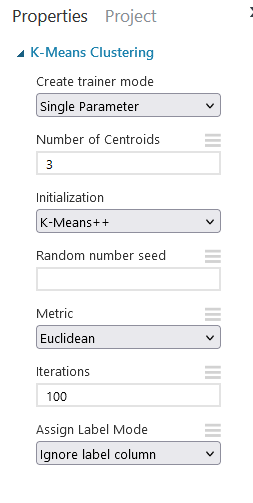 Properties Project
K-Means Clustering
Create trainer mode
Single Parameter
Number of Centroids
3
Initialization
K-Means++
Random number seed
Metric
Euclidean
Iterations
100
Assign Label Mode
Ignore label column